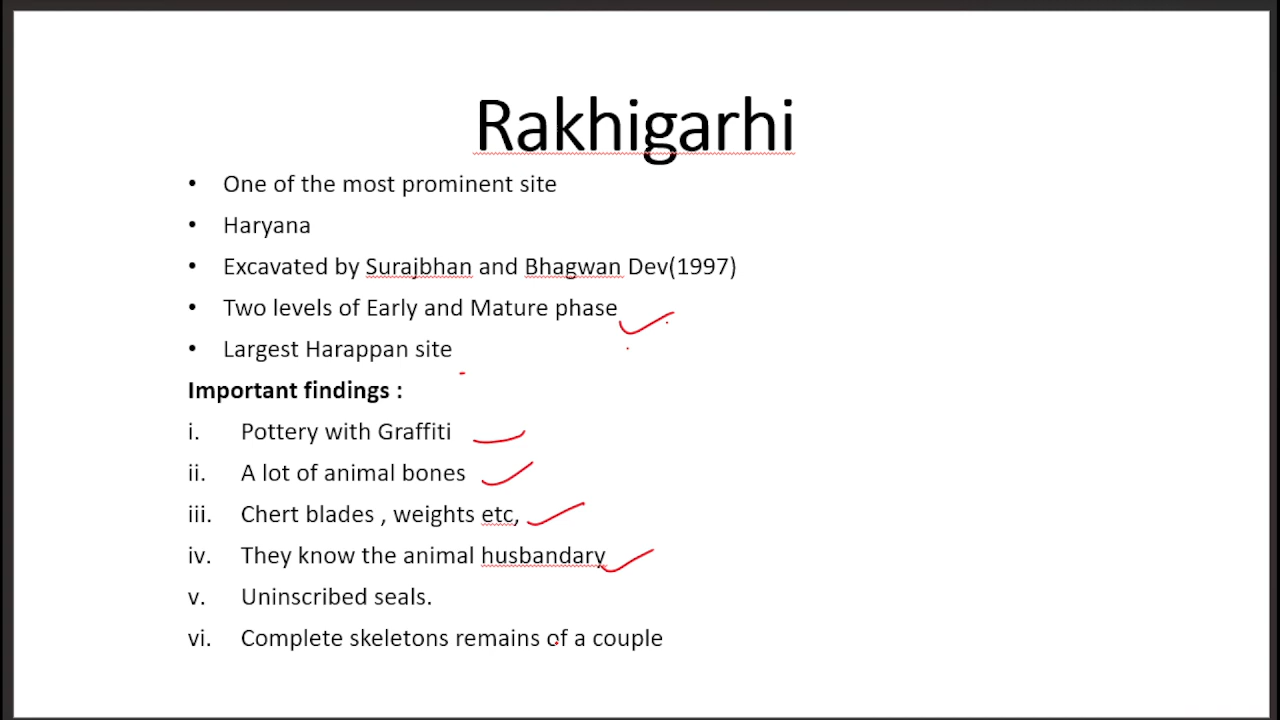 Rakhigarhi
• One of the most prominent site
• Haryana
• Excavated by Surajbhan and Bhagwan Dev(1997)
• Two levels of Early and Mature phase
• Largest Harappan site
Important findings :
i. Pottery with Graffiti
ii. A lot of animal bones
iii. Chert blades , weights etc,
iv. They know the animal husbandary
v. Uninscribed seals.
vi. Complete skeletons remains of a couple